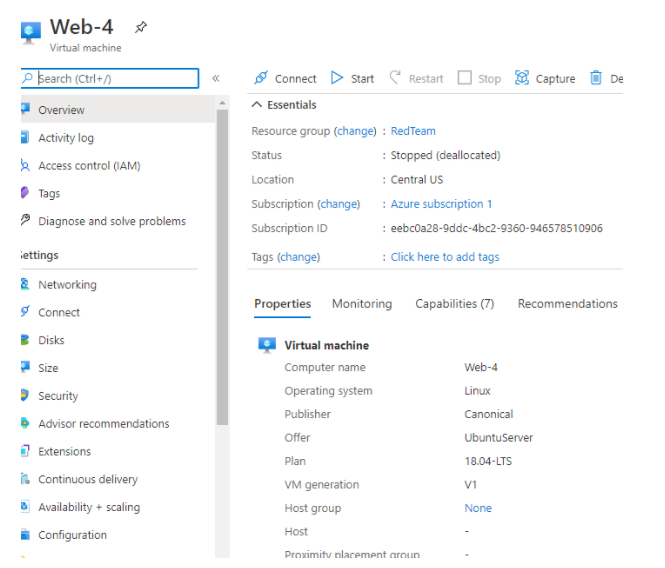 Web-4
Virtual machine
Search (Ctrl+/)
«
Overview
Activity log
Access control (IAM)
Tags
Diagnose and solve problems
Settings
Networking
Connect
Disks
Size
Security
Advisor recommendations
Extensions
Continuous delivery
Availability + scaling
Configuration
Connect Start Restart Stop Capture De
Essentials
Resource group (change) : RedTeam
Status : Stopped (deallocated)
Location : Central US
Subscription (change) : Azure subscription 1
Subscription ID : eebc0a28-9ddc-4bc2-9360-946578510906
Tags (change) : Click here to add tags
Properties Monitoring Capabilities (7) Recommendations
Virtual machine
Computer name Web-4
Operating system Linux
Publisher Canonical
Offer UbuntuServer
Plan 18.04-LTS
VM generation V1
Host group None
Host -
Proximity placement group -